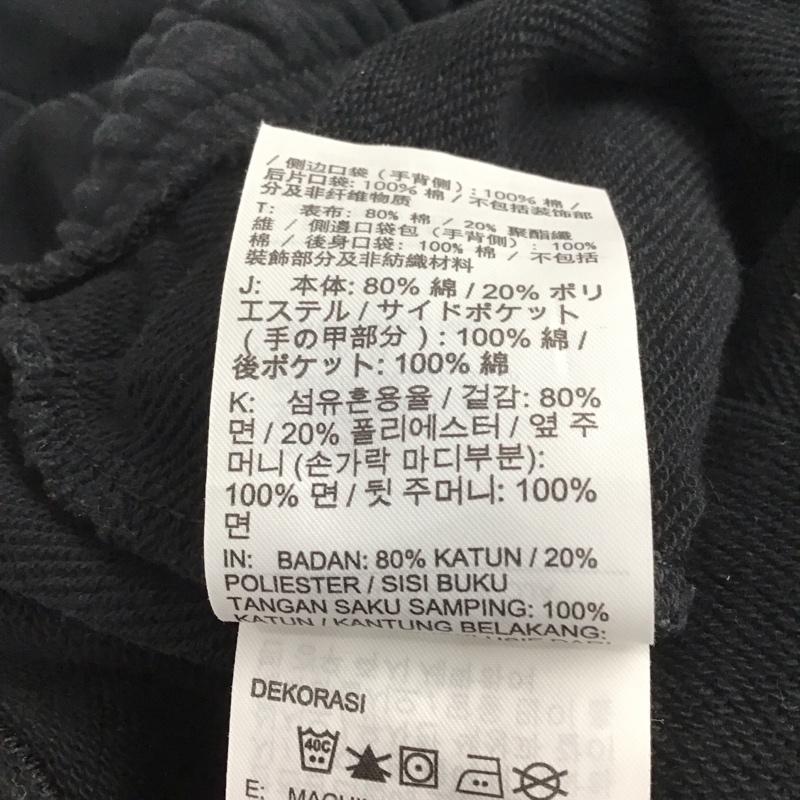 / 侧边口袋 (手背侧) : 100% 棉 /
后片口袋: 100% 棉 / 不包括装饰部
分及非纤维物质
T: 表布: 80% 棉 / 20% 聚酯纖
維 / 側邊口袋包 (手背側) : 100%
棉 / 後身口袋: 100% 棉 / 不包括
裝飾部分及非紡織材料
J: 本体: 80% 綿 / 20% ポリ
エステル / サイドポケット
( 手の甲部分 ) : 100% 綿 /
後ポケット: 100% 綿
K: 섬유혼용율 / 겉감: 80%
면 / 20% 폴리에스터 / 옆 주
머니 (손가락 마디부분):
100% 면 / 뒷 주머니: 100%
면
IN: BADAN: 80% KATUN / 20%
POLIESTER / SISI BUKU
TANGAN SAKU SAMPING: 100%
KATUN / KANTUNG BELAKANG:
DEKORASI
40C
E: